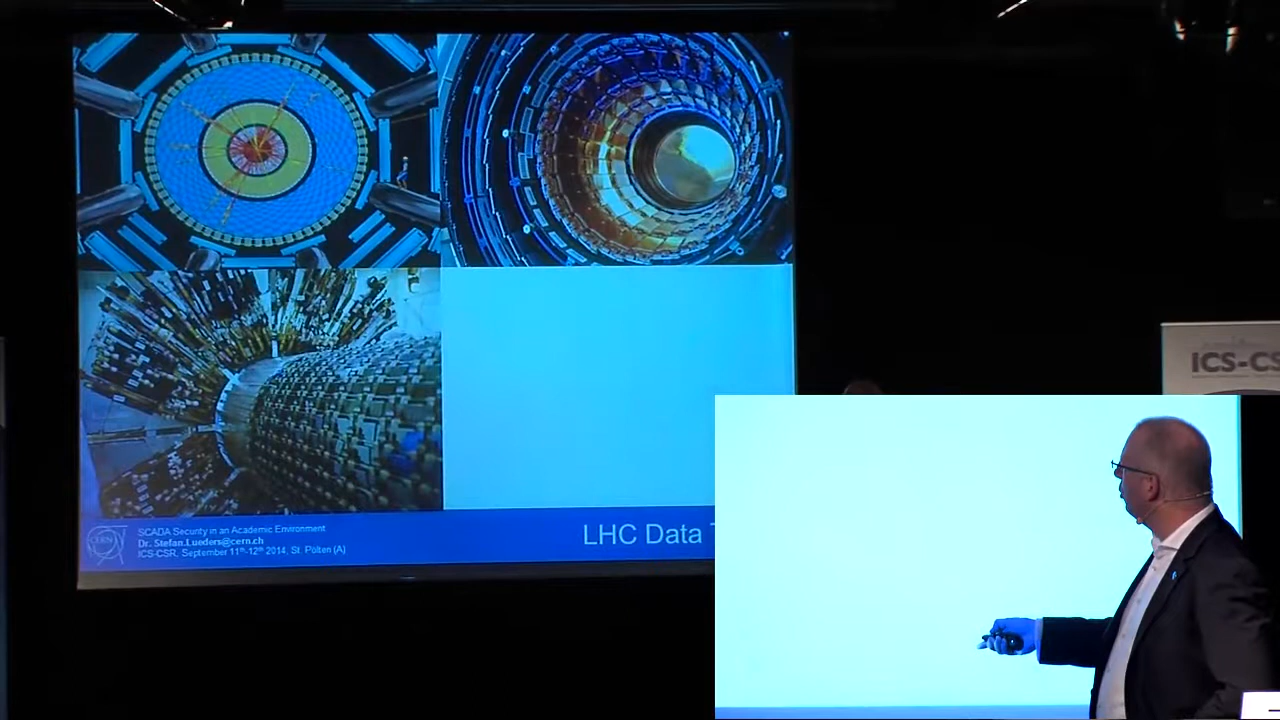 ICS-CS
SCADA Security in an Academic Environment
Dr. Stefan.Lueders@cern.ch
ICS-CSR, September 11th-12th 2014, St. Pölten (A)
CERN
LHC Data